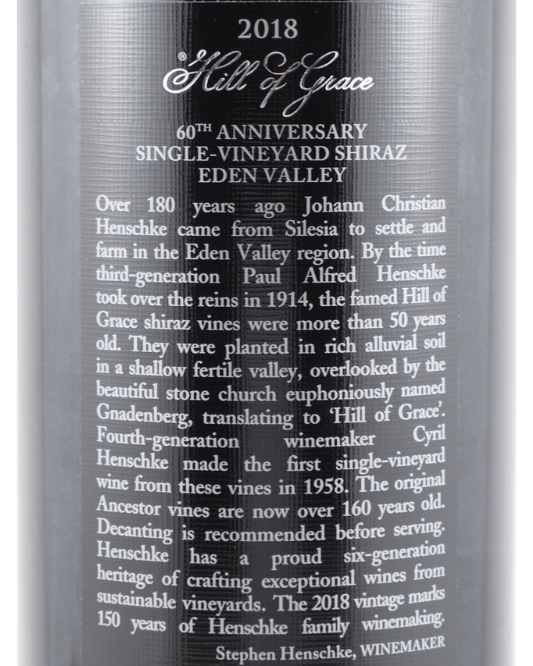 2018
®Hill of Grace
60TH ANNIVERSARY
SINGLE-VINEYARD SHIRAZ
EDEN VALLEY
Over 180 years ago Johann Christian
Henschke came from Silesia to settle and
farm in the Eden Valley region. By the time
third-generation Paul Alfred Henschke
took over the reins in 1914, the famed Hill of
Grace shiraz vines were more than 50 years
old. They were planted in rich alluvial soil
in a shallow fertile valley, overlooked by the
beautiful stone church euphoniously named
Gnadenberg, translating to ‘Hill of Grace’.
Fourth-generation winemaker Cyril
Henschke made the first single-vineyard
wine from these vines in 1958. The original
Ancestor vines are now over 160 years old.
Decanting is recommended before serving.
Henschke has a proud six-generation
heritage of crafting exceptional wines from
sustainable vineyards. The 2018 vintage marks
150 years of Henschke family winemaking.
Stephen Henschke, WINEMAKER